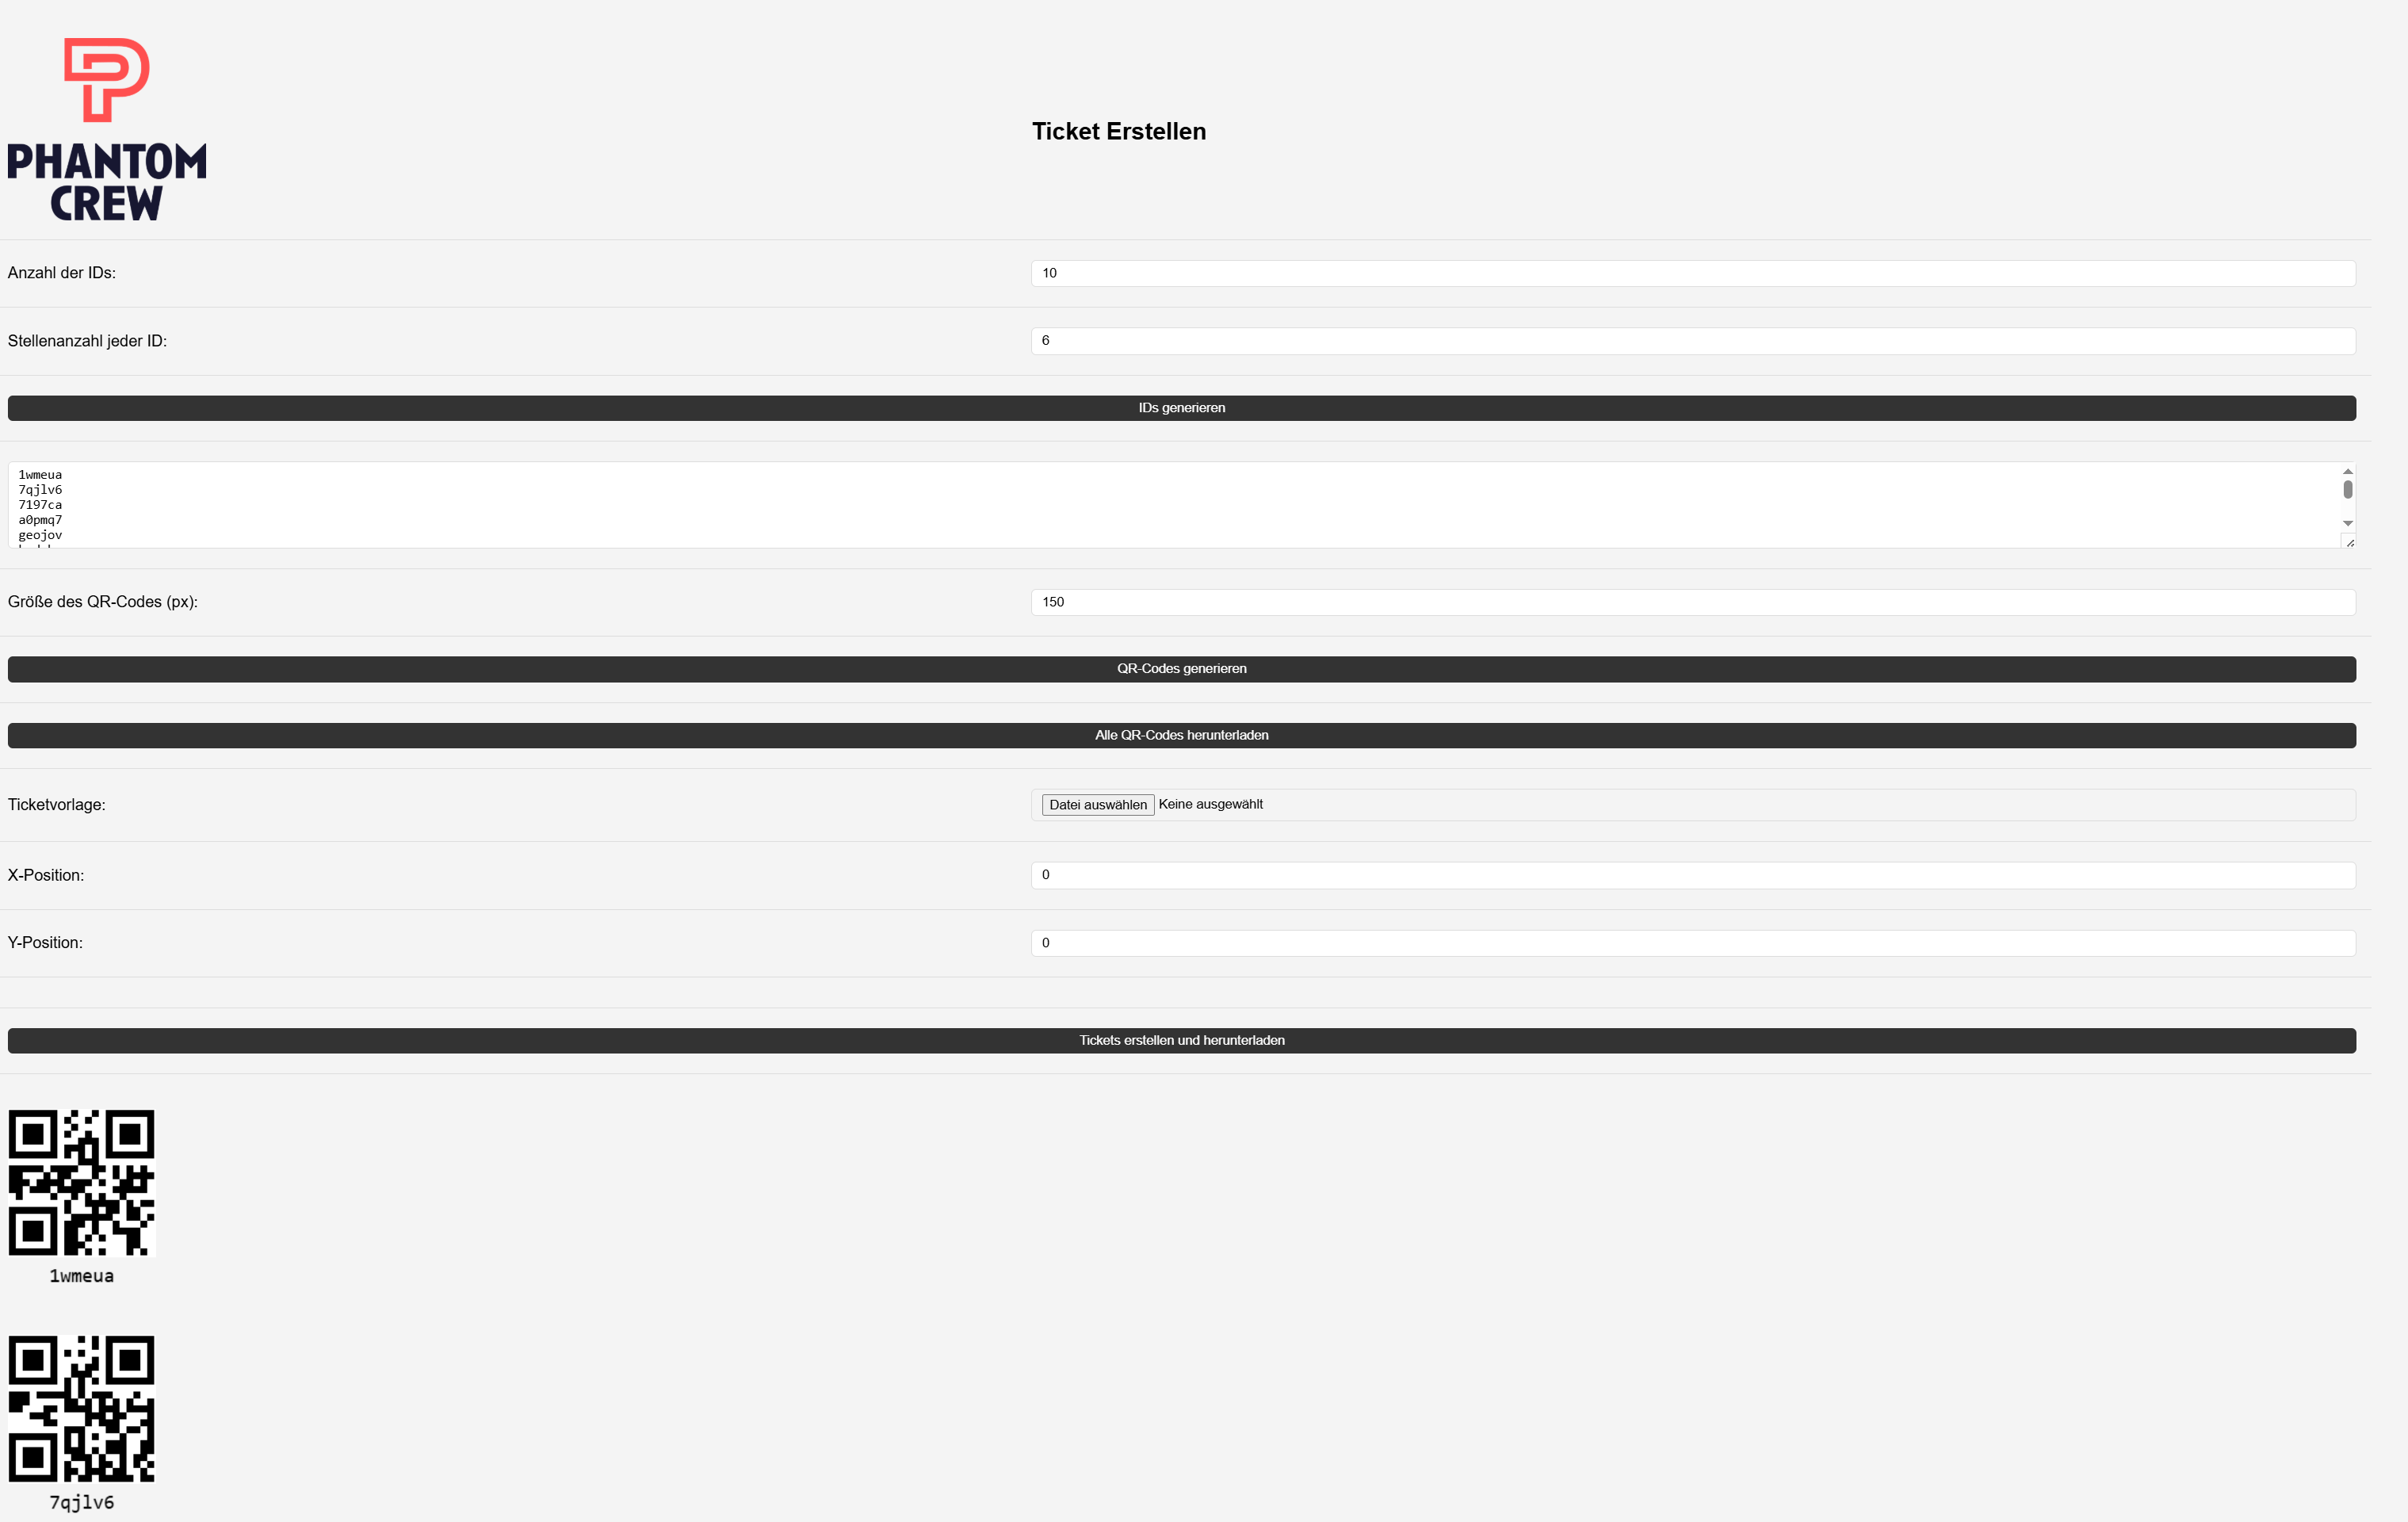 PHANTOM
CREW
Ticket Erstellen
Anzahl der IDs:
10
Stellenanzahl jeder ID:
6
IDs generieren
1wmeua
7qjlv6
7197ca
a0pmq7
geojov
Größe des QR-Codes (px):
150
QR-Codes generieren
Alle QR-Codes herunterladen
Ticketvorlage:
Datei auswählen Keine ausgewählt
X-Position:
0
Y-Position:
0
Tickets erstellen und herunterladen
1wmeua
7qjlv6